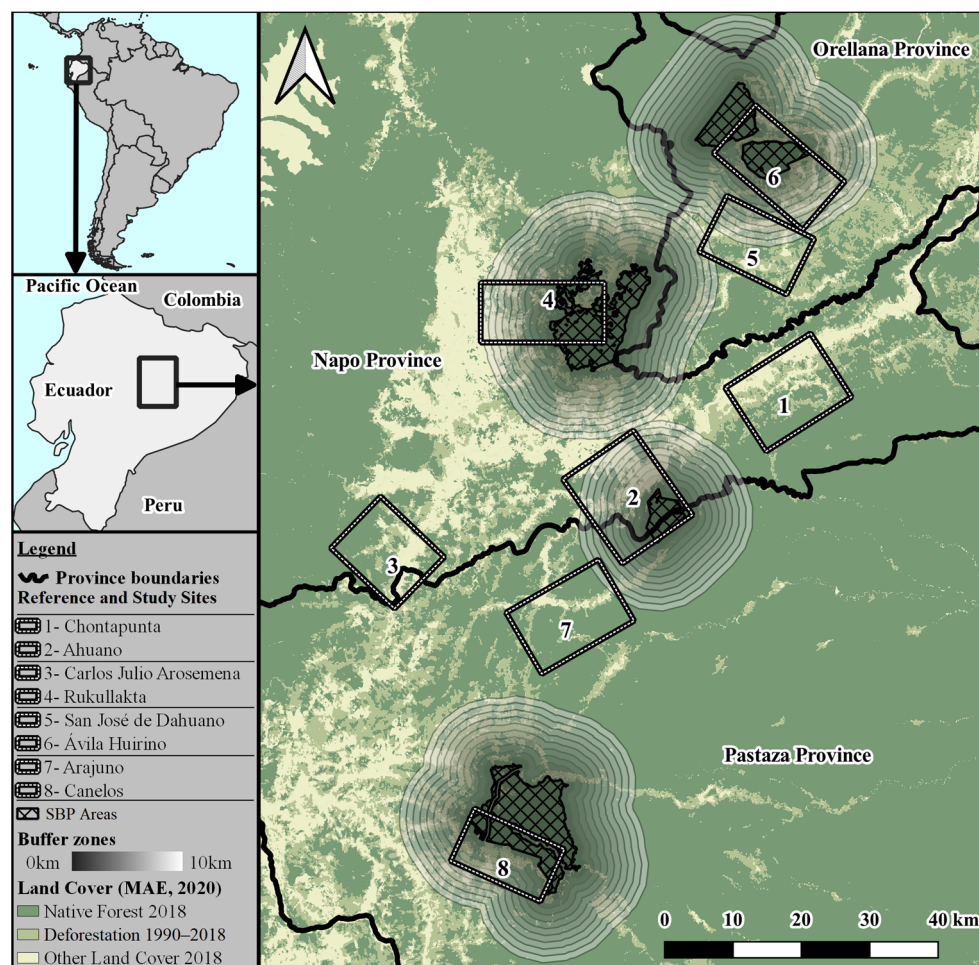 Pacific Ocean
Colombia
Ecuador
Peru
Legend
Province boundaries
Reference and Study Sites
1- Chontapunta
2- Ahuano
3- Carlos Julio Arosemena
4- Rukullakta
5- San José de Dahuano
6- Ávila Huirino
7- Arajuno
8- Canelos
SBP Areas
Buffer zones
0km 10km
Land Cover (MAE, 2020)
Native Forest 2018
Deforestation 1990–2018
Other Land Cover 2018
Orellana Province
6
5
4
Napo Province
1
2
3
7
Pastaza Province
8
0 10 20 30 40 km